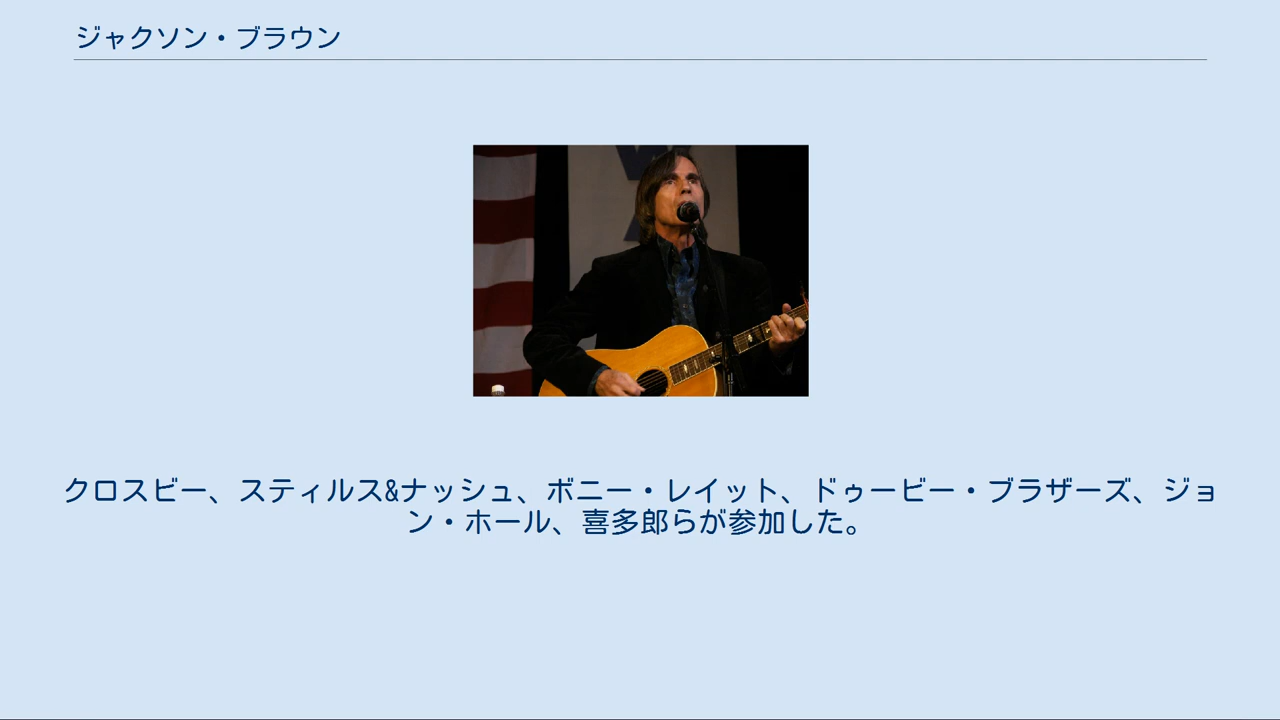 ジャクソン・ブラウン
クロスビー、スティルス&ナッシュ、ボニー・レイット、ドゥービー・ブラザーズ、ジョ
ン・ホール、喜多郎らが参加した。